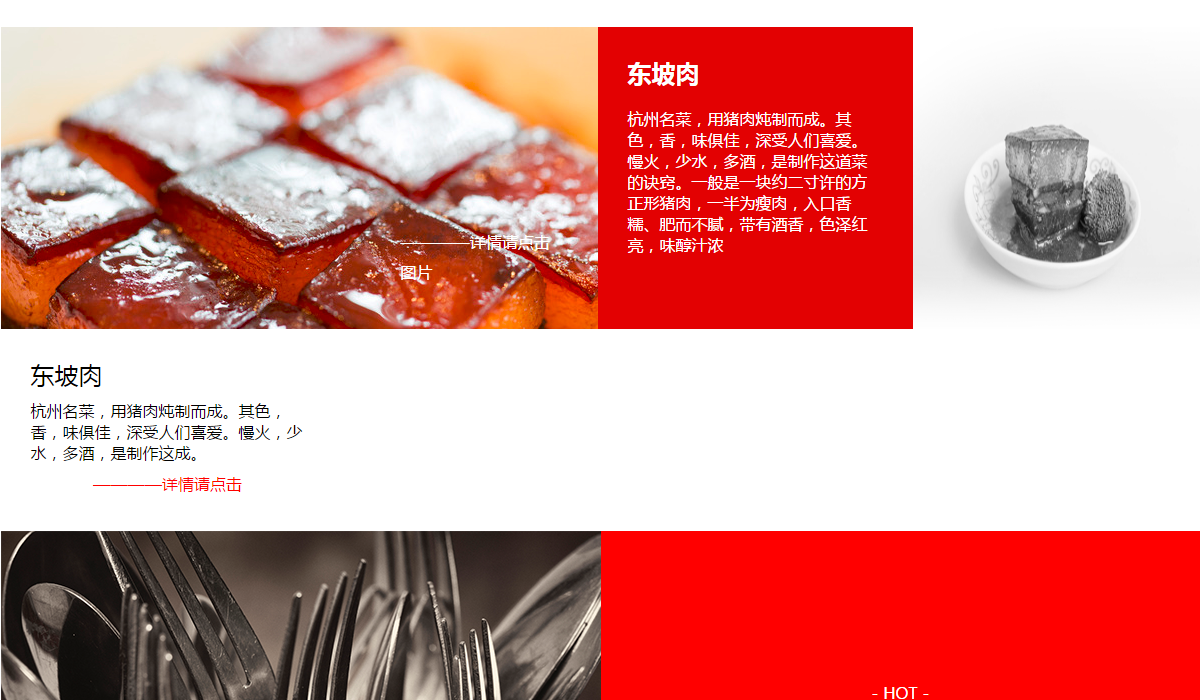 东坡肉
杭州名菜，用猪肉炖制而成。其
色，香，味俱佳，深受人们喜爱。
慢火，少水，多酒，是制作这道菜
的诀窍。一般是一块约二寸许的方
正形猪肉，一半为瘦肉，入口香
糯、肥而不腻，带有酒香，色泽红
亮，味醇汁浓
————详情请点击
图片
东坡肉
杭州名菜，用猪肉炖制而成。其色，
香，味俱佳，深受人们喜爱。慢火，少
水，多酒，是制作这成。
————详情请点击
- HOT -